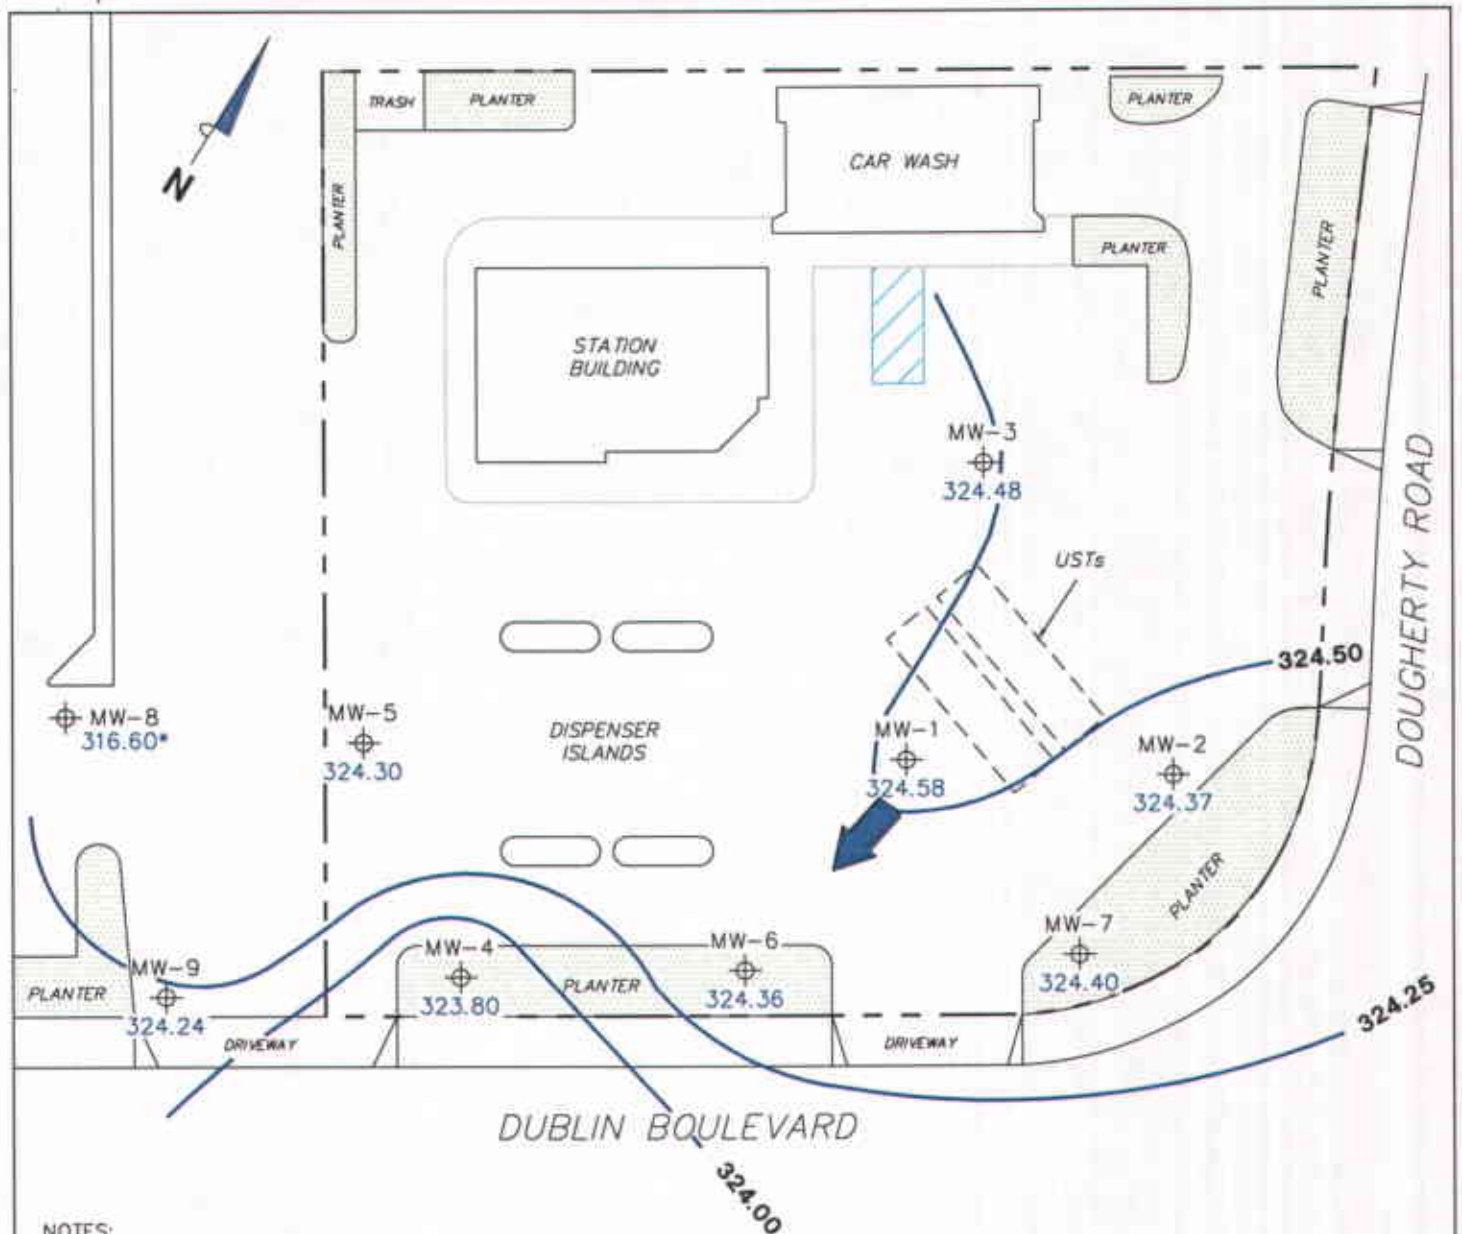 N
TRASH
PLANTER
PLANTER
CAR WASH
PLANTER
PLANTER
PLANTER
STATION
BUILDING
MW-3
324.48
USTs
DOUGHERTY ROAD
324.50
MW-8
316.60*
MW-5
324.30
DISPENSER
ISLANDS
MW-1
324.58
MW-2
324.37
PLANTER
MW-9
324.24
PLANTER
MW-4
323.80
PLANTER
MW-6
324.36
MW-7
324.40
324.25
DRIVEWAY
DRIVEWAY
DUBLIN BOULEVARD
324.00
NOTES: